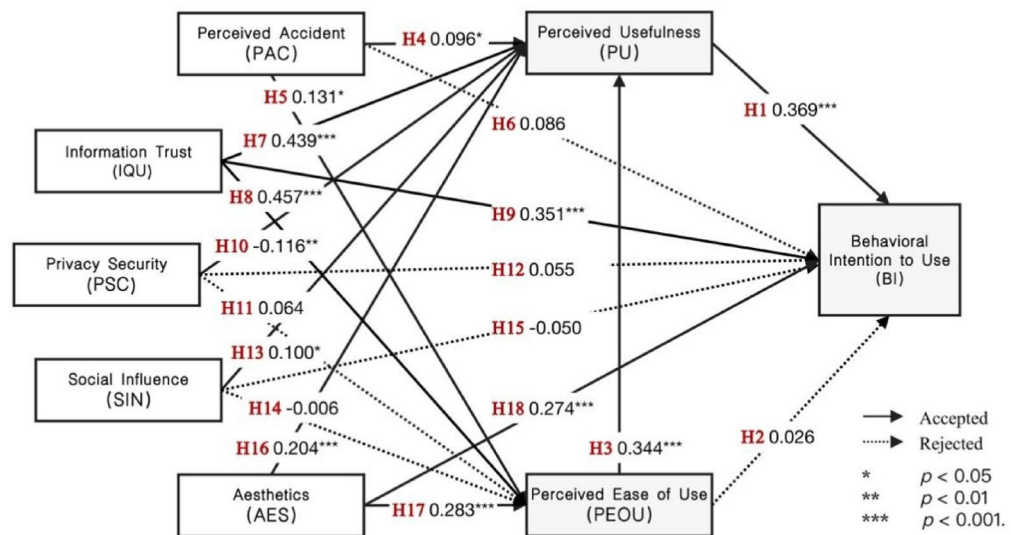 Perceived Accident
(PAC)
H4 0.096*
Perceived Usefulness
(PU)
H5 0.131*
H1 0.369***
H6 0.086
H7 0.439***
Information Trust
(IQU)
H8 0.457***
H9 0.351***
Behavioral
Intention to Use
(BI)
H10 -0.116**
Privacy Security
(PSC)
H12 0.055
H11 0.064
H15 -0.050
H13 0.100*
Social Influence
(SIN)
H14 -0.006
H18 0.274***
H16 0.204***
H3 0.344***
H2 0.026
Aesthetics
(AES)
H17 0.283***
Perceived Ease of Use
(PEOU)
Accepted
Rejected
* p < 0.05
** p < 0.01
*** p < 0.001.